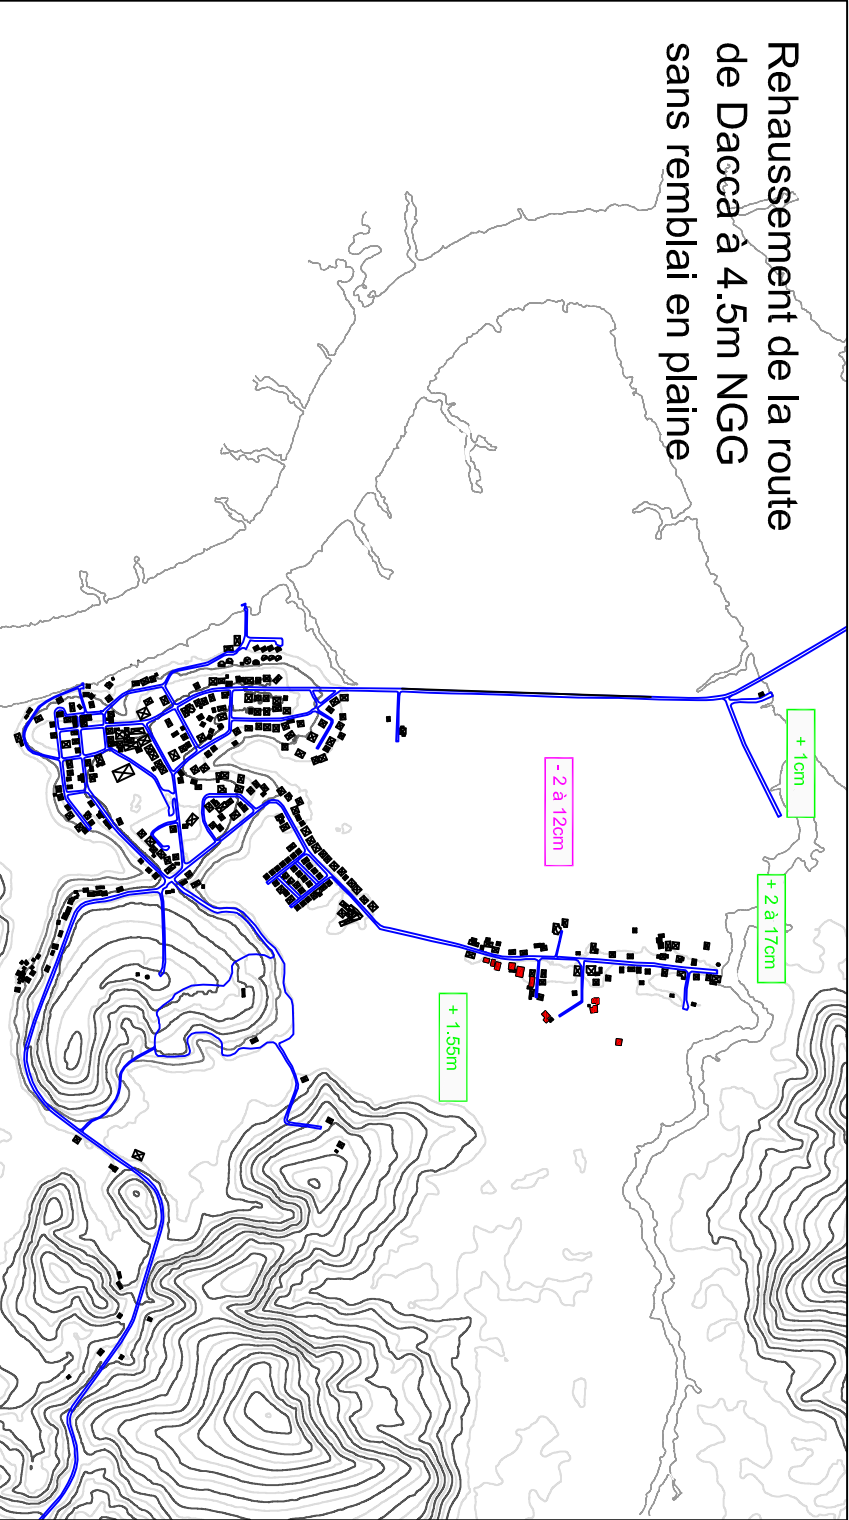 Rehaussement de la route
de Dacca à 4.5m NGG
sans remblai en plaine
+ 1cm
+ 2 à 17cm
- 2 à 12cm
+ 1.55m